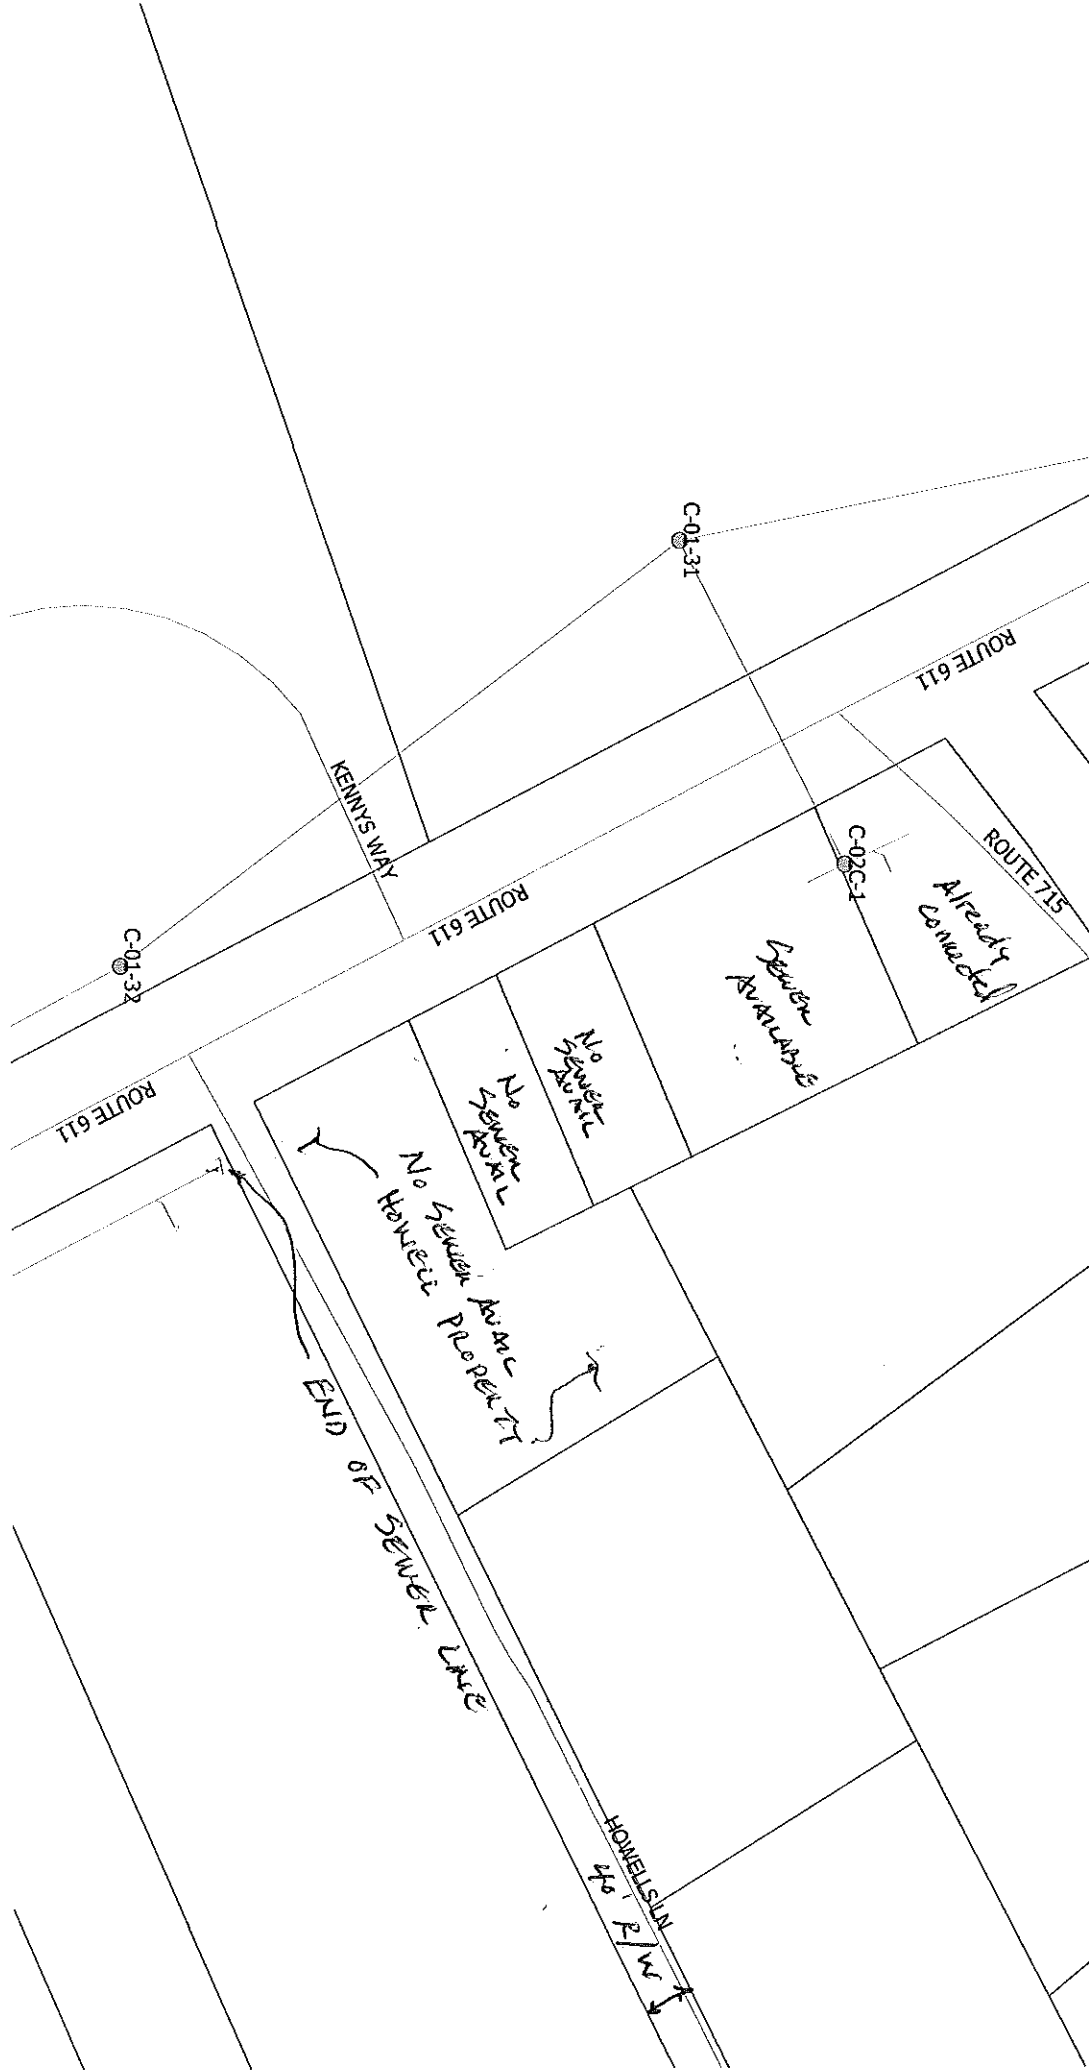 C-01-31
ROUTE 611
ROUTE 715
C-02C-1
Already
connected
KENNYS WAY
ROUTE 611
SEWER
AVAILABLE
C-01-32
No
SEWER
AVAIL
No
SEWER
AVAIL
ROUTE 611
No SEWER AVAIL
HOWELL PROPERTY
END OF SEWER LINE
HOWELLS LN
40' R/W